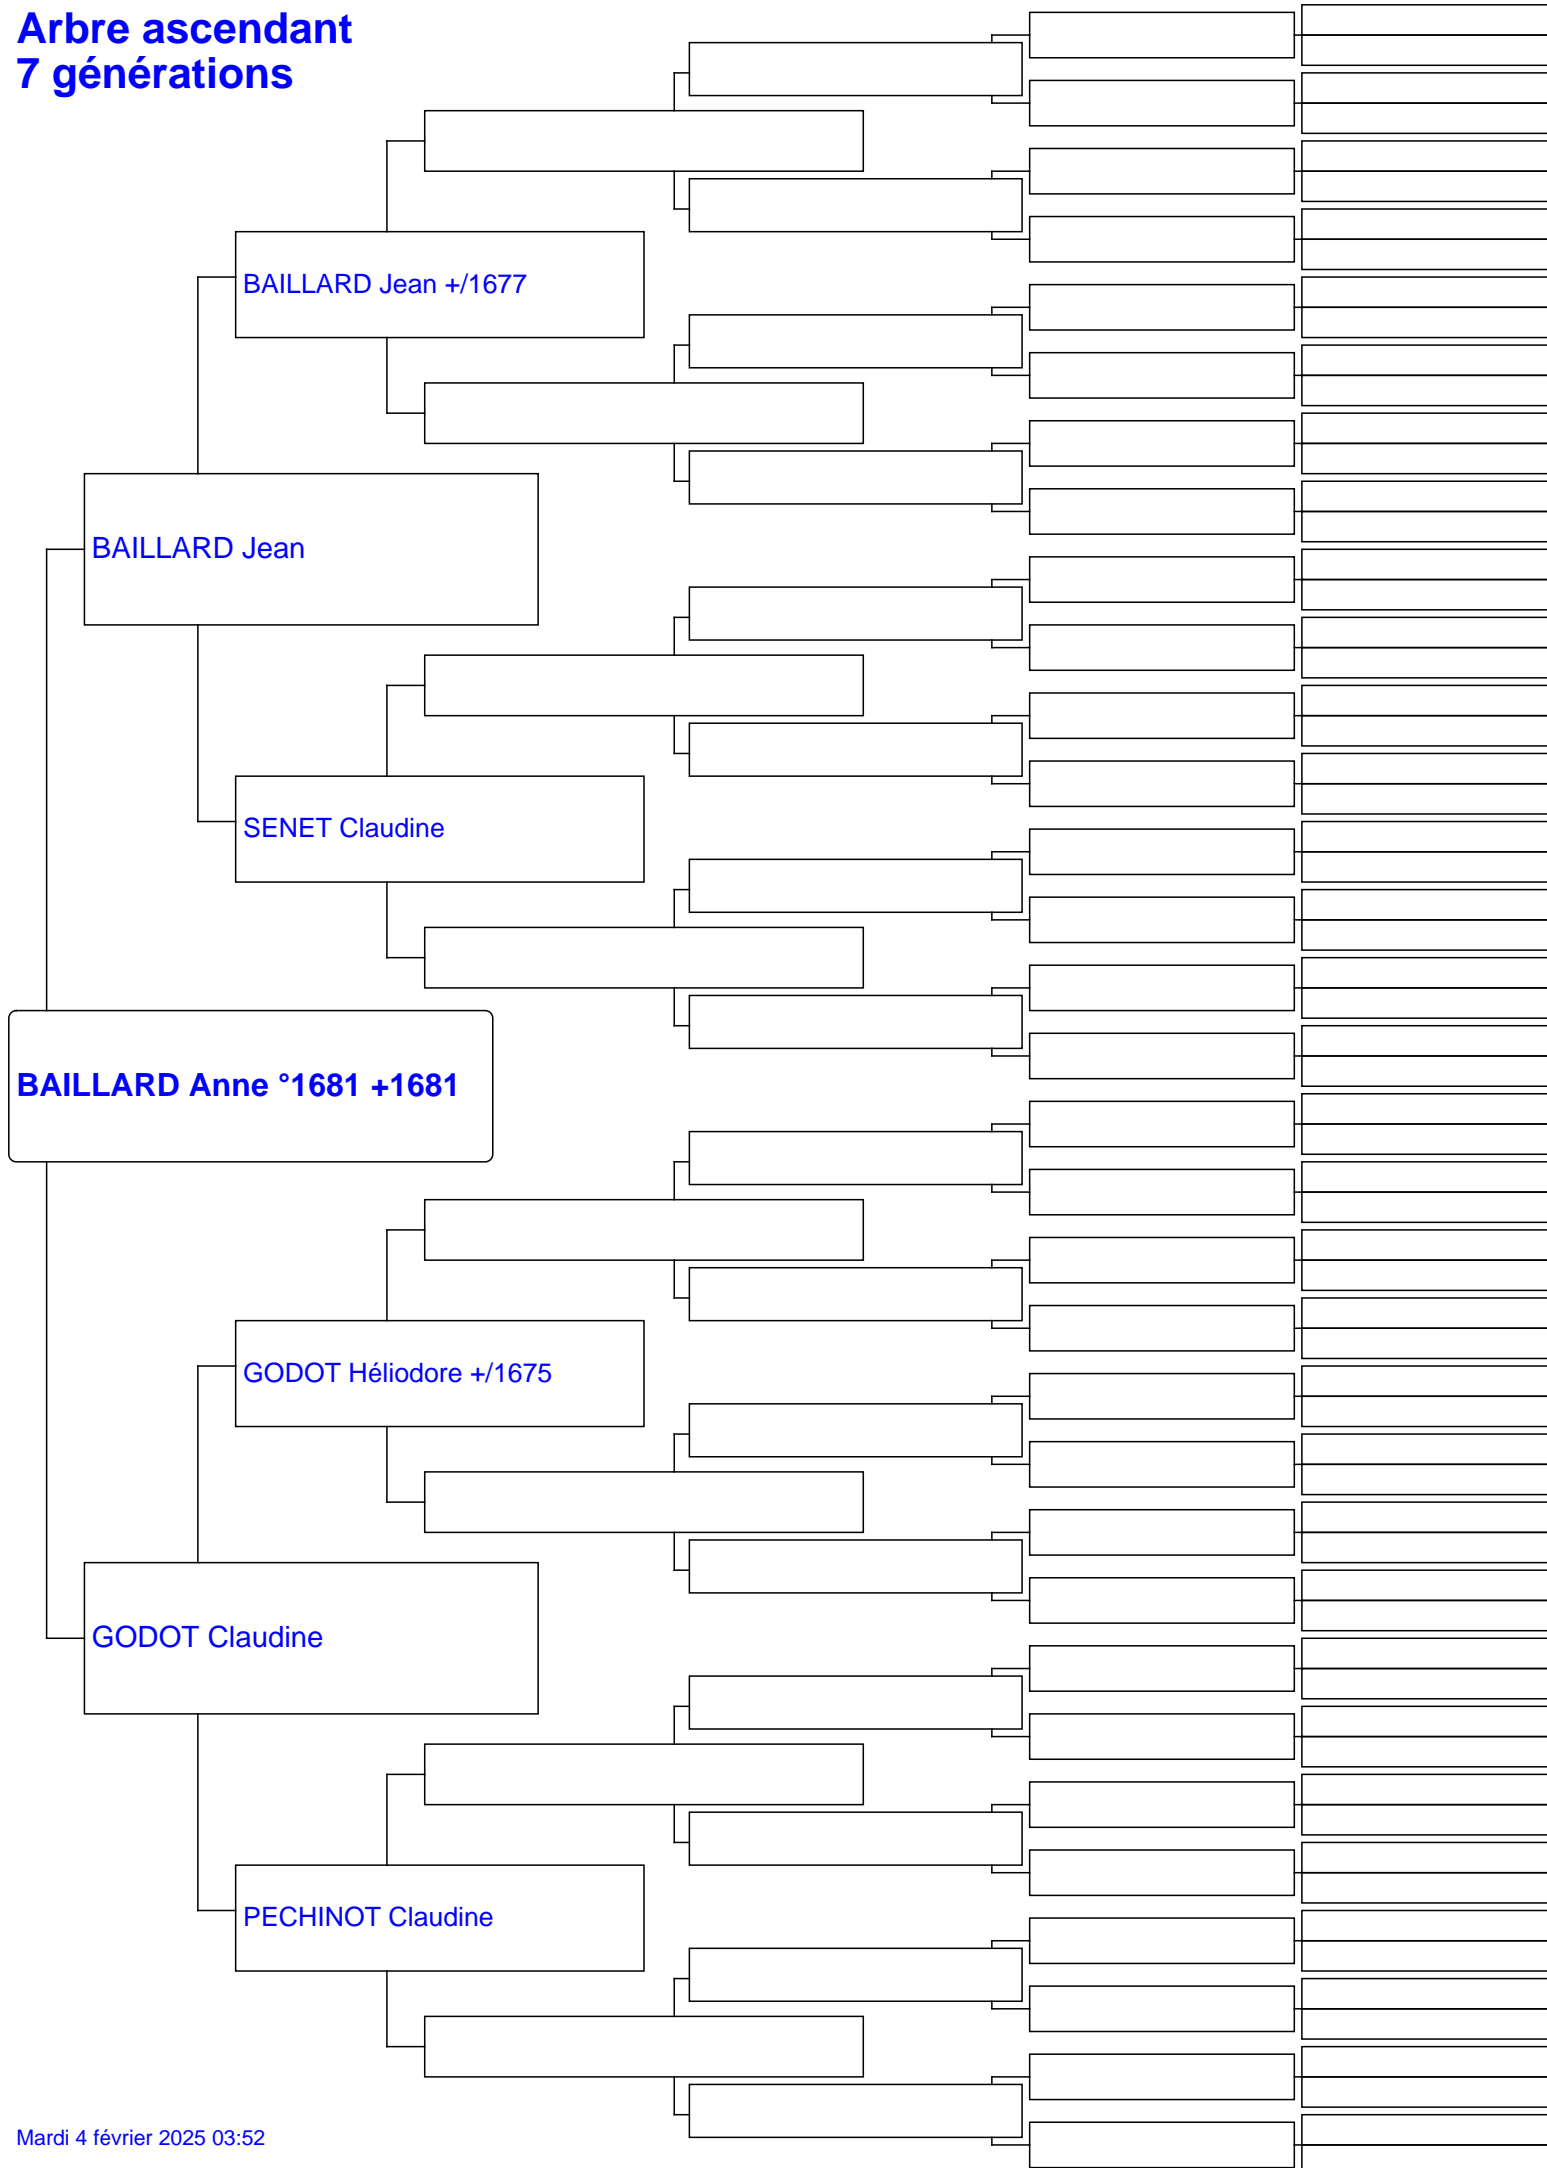 Arbre ascendant
7 générations
BAILLARD Jean +/1677
BAILLARD Jean
SENET Claudine
BAILLARD Anne °1681 +1681
GODOT Héliodore +/1675
GODOT Claudine
PECHINOT Claudine
Mardi 4 février 2025 03:52